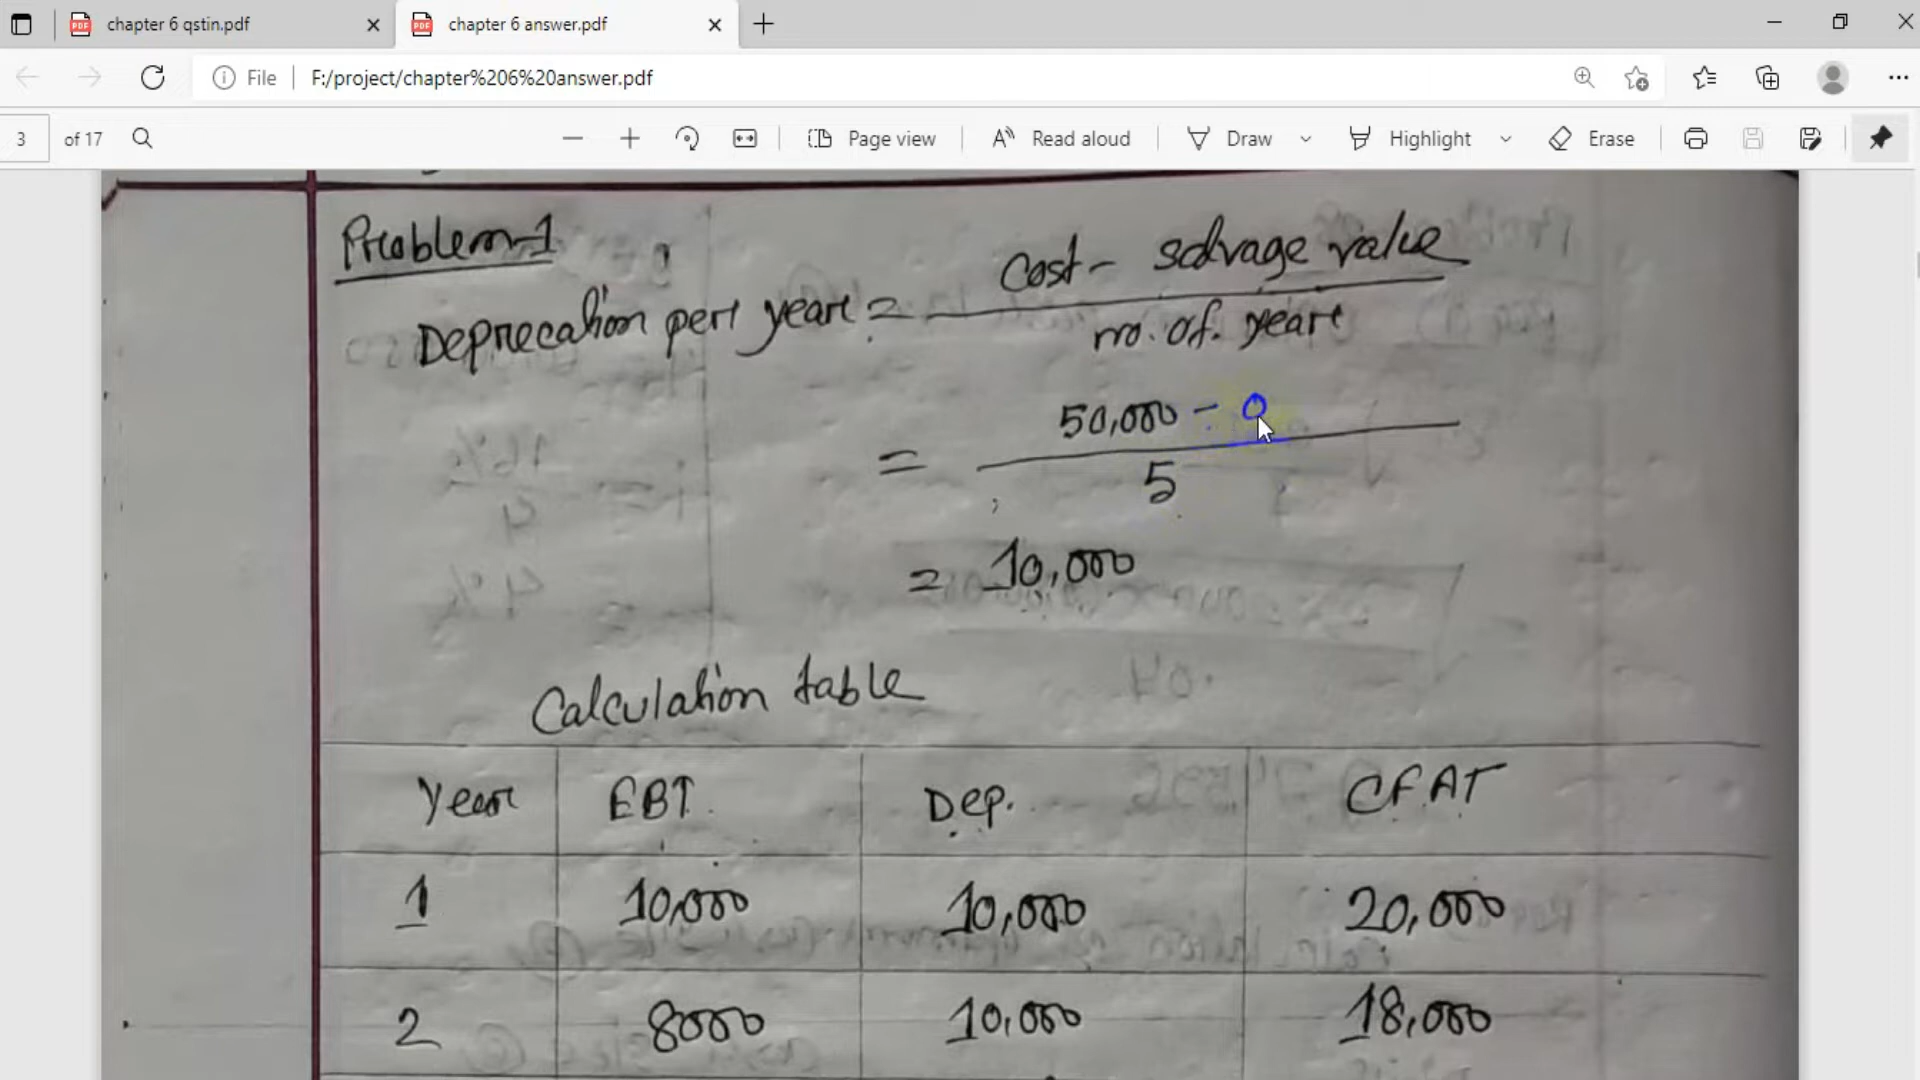 chapter 6 qstin.pdf
chapter 6 answer.pdf
File
F:/project/chapter%206%20answer.pdf
3 of 17
Page view
Read aloud
Draw
Highlight
Erase
Problem-1
Deprecation per year = Cost - salvage value
no. of. year
= 50,000 - 0
5
= 10,000
Calculation table
Year EBT Dep. CFAT
1 10,000 10,000 20,000
2 8000 10,000 18,000